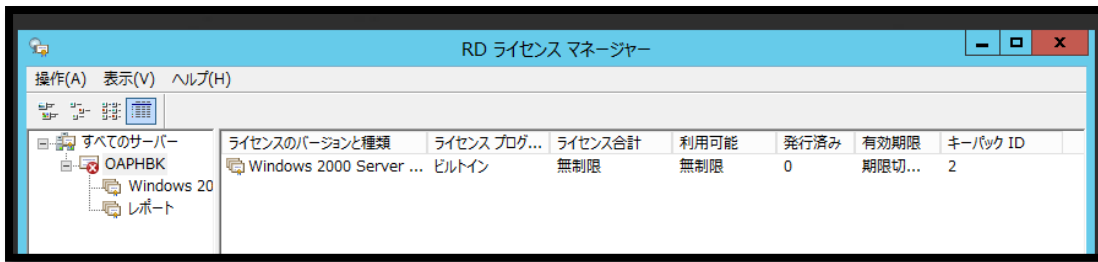 RD ライセンス マネージャー
操作(A) 表示(V) ヘルプ(H)
すべてのサーバー
OAPHBK
Windows 20
レポート
ライセンスのバージョンと種類 ライセンス プログ... ライセンス合計 利用可能 発行済み 有効期限 キーパック ID
Windows 2000 Server ... ビルトイン 無制限 無制限 0 期限切... 2